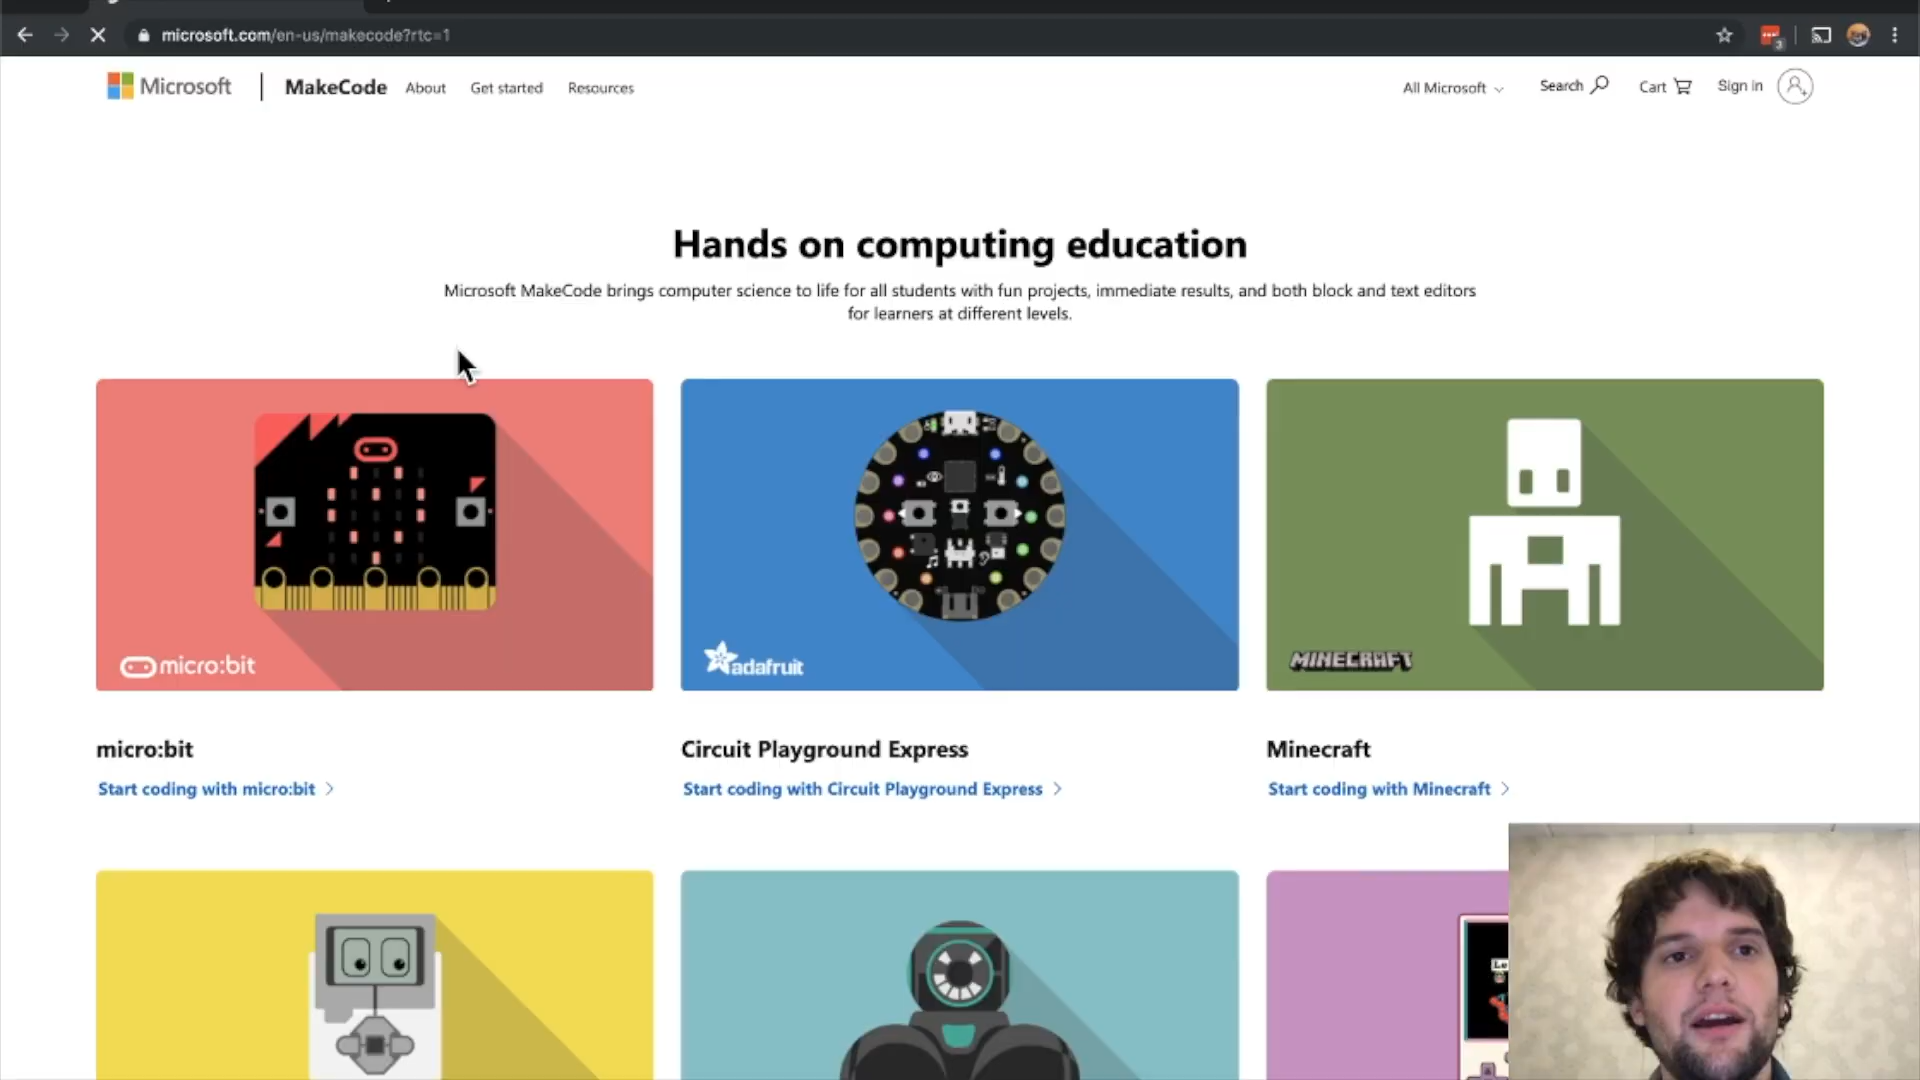 microsoft.com/en-us/makecode?rtc=1
3
Microsoft MakeCode About Get started Resources All Microsoft Search Cart Sign in
Hands on computing education
Microsoft MakeCode brings computer science to life for all students with fun projects, immediate results, and both block and text editors
for learners at different levels.
micro:bit
adafruit
MINECRAFT
micro:bit
Start coding with micro:bit
Circuit Playground Express
Start coding with Circuit Playground Express
Minecraft
Start coding with Minecraft
Le